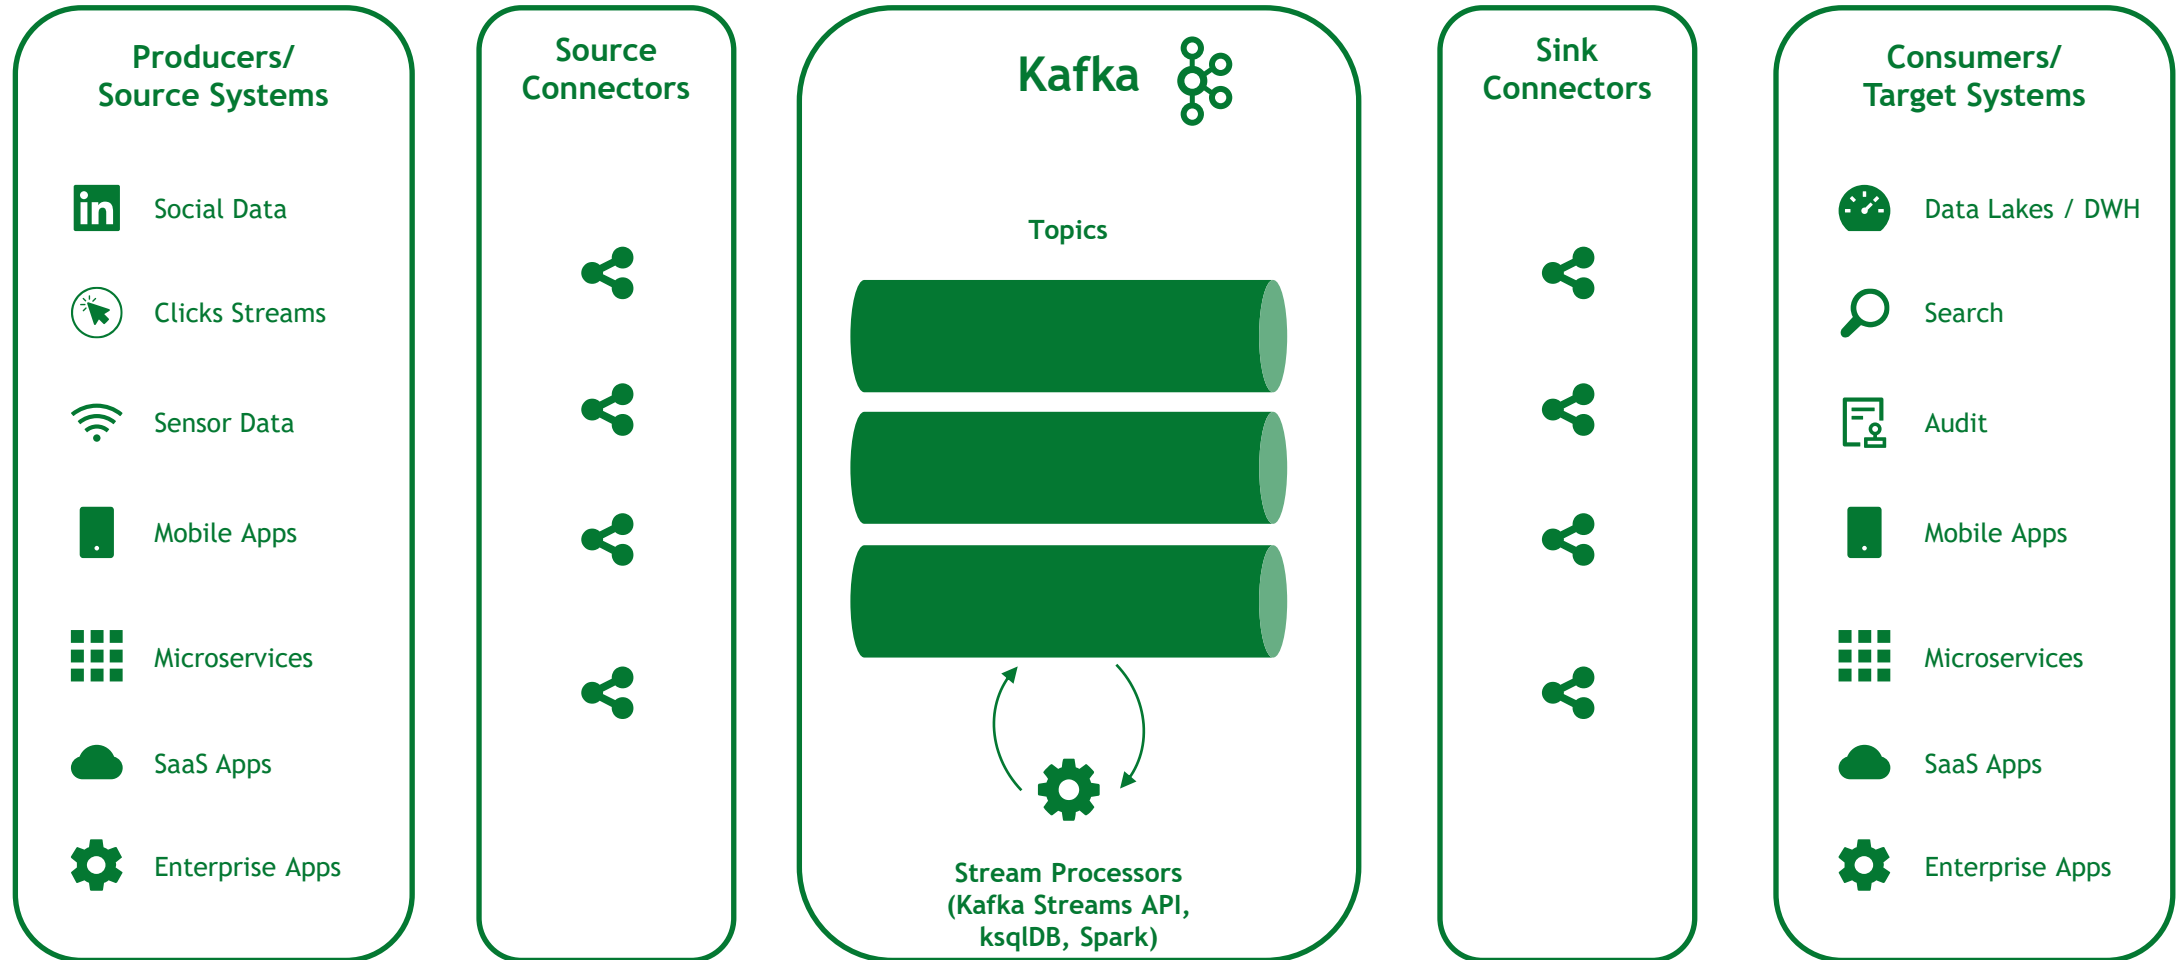 Producers/
Source Systems
in
Social Data
Clicks Streams
Sensor Data
Mobile Apps
Microservices
SaaS Apps
Enterprise Apps
Source
Connectors
Kafka
Topics
Stream Processors
(Kafka Streams API,
ksqlDB, Spark)
Sink
Connectors
Consumers/
Target Systems
Data Lakes / DWH
Search
Audit
Mobile Apps
Microservices
SaaS Apps
Enterprise Apps